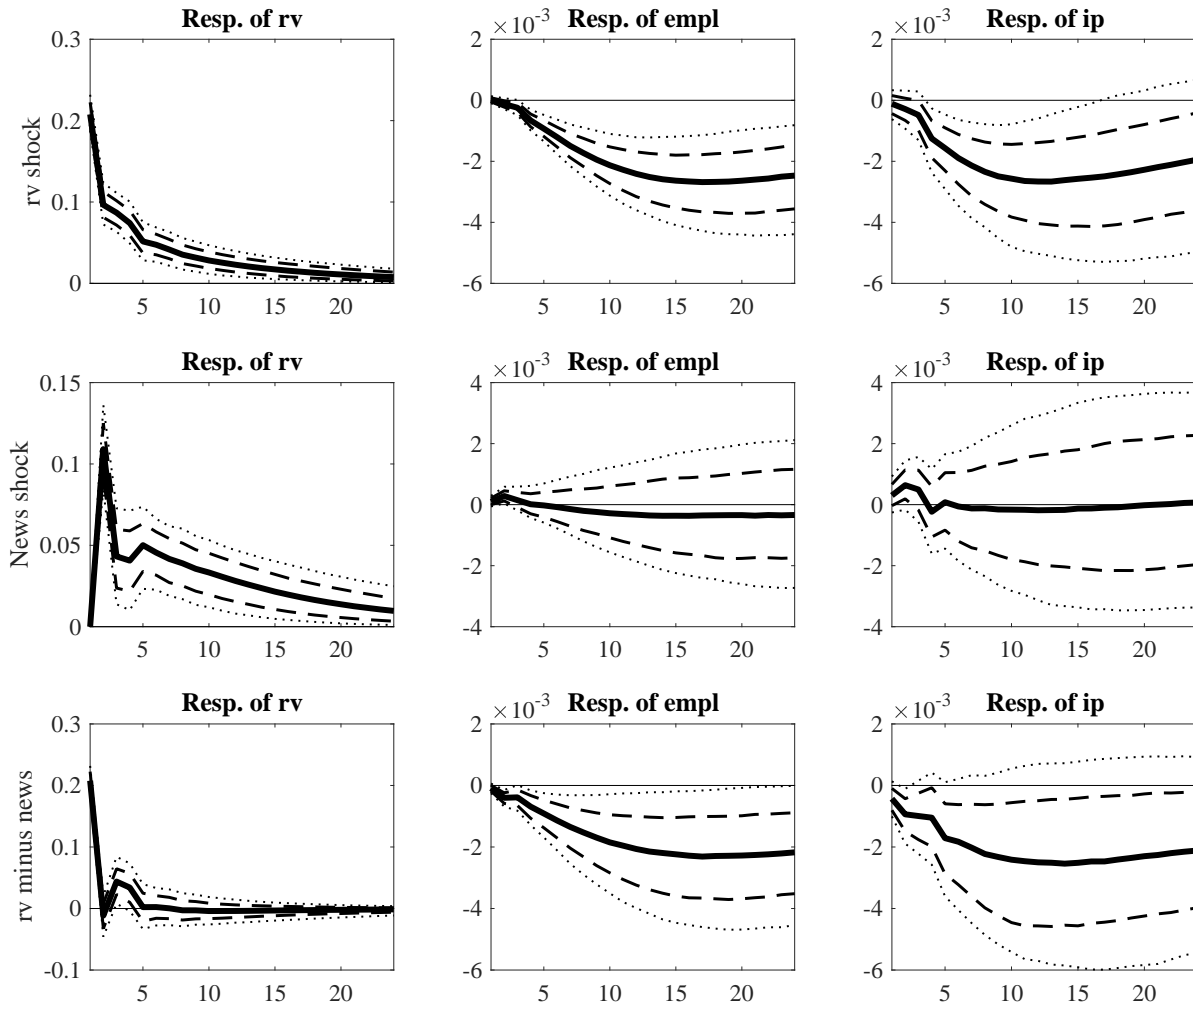 Resp. of rv
0.3
0.2
0.1
0
rv shock
5 10 15 20
×10-3 Resp. of empl
2
0
-2
-4
-6
5 10 15 20
×10-3 Resp. of ip
2
0
-2
-4
-6
5 10 15 20
Resp. of rv
0.15
0.1
0.05
0
News shock
5 10 15 20
×10-3 Resp. of empl
4
2
0
-2
-4
5 10 15 20
×10-3 Resp. of ip
4
2
0
-2
-4
5 10 15 20
Resp. of rv
0.3
0.2
0.1
0
-0.1
rv minus news
5 10 15 20
×10-3 Resp. of empl
2
0
-2
-4
-6
5 10 15 20
×10-3 Resp. of ip
2
0
-2
-4
-6
5 10 15 20